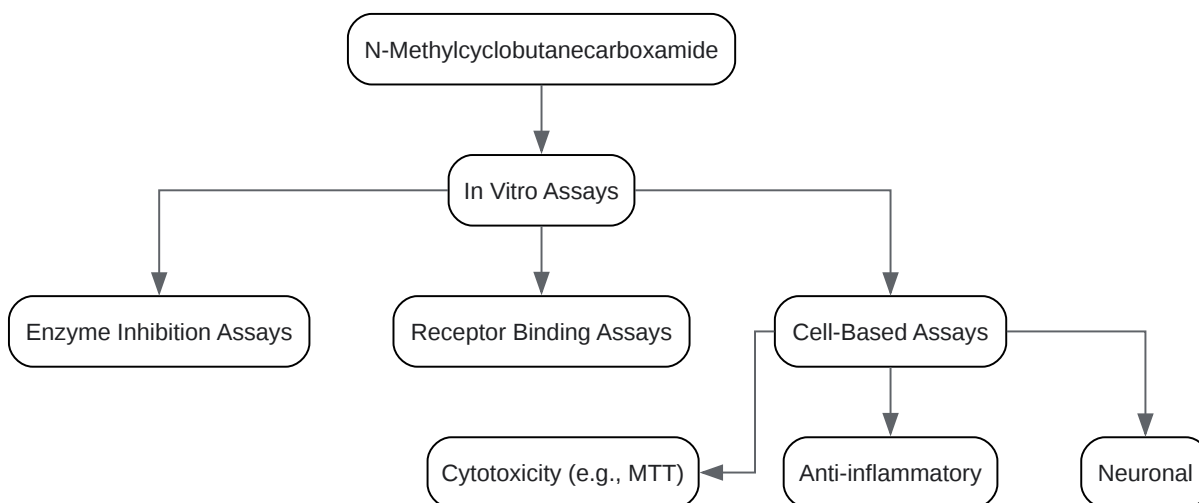 N-Methylcyclobutanecarboxamide
In Vitro Assays
Enzyme Inhibition Assays
Receptor Binding Assays
Cell-Based Assays
Cytotoxicity (e.g., MTT)
Anti-inflammatory
Neuronal